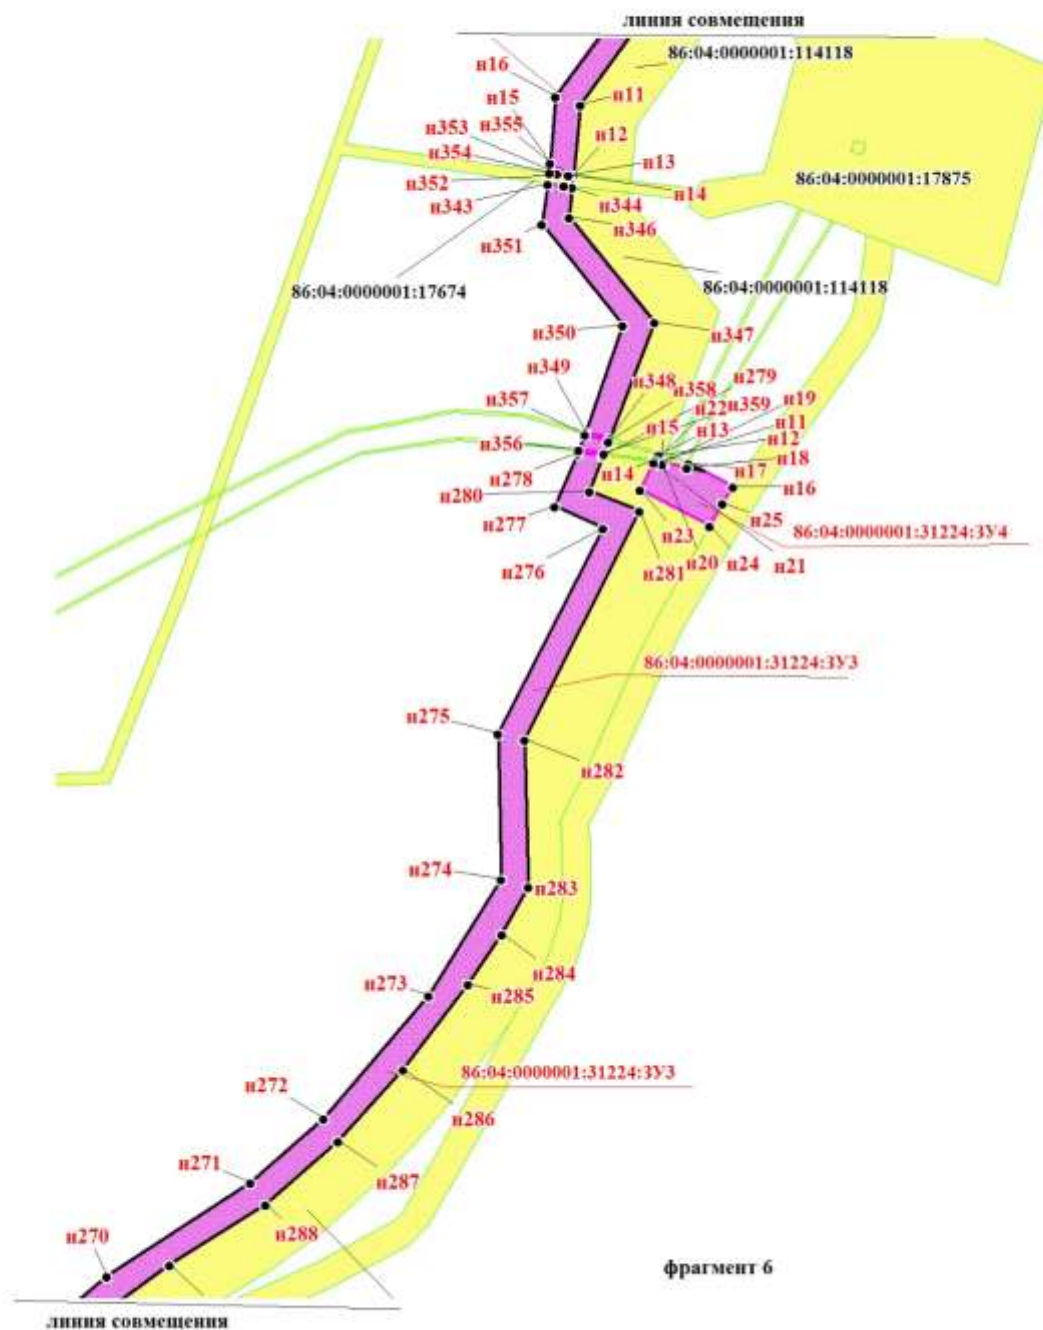 линия совмещения
86:04:0000001:114118
н16
н15
н11
н355
н353
н12
н354
н13
н352
86:04:0000001:17875
н14
н343
н344
н346
н351
86:04:0000001:17674
86:04:0000001:114118
н350
н347
н349
н279
н348
н358
н19
н357
н22
н359
н11
н15
н13
н12
н356
н18
н14
н17
н278
н16
н280
н25
н277
н23
86:04:0000001:31224:ЗУ4
н276
н24
н281
н20
н21
86:04:0000001:31224:ЗУ3
н275
н282
н274
н283
н284
н273
н285
86:04:0000001:31224:ЗУ3
н272
н286
н287
н271
н288
н270
фрагмент 6
линия совмещения